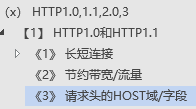 (x) HTTP1.0,1.1,2.0,3
【1】 HTTP1.0和HTTP1.1
《1》 长短连接
《2》 节约带宽/流量
《3》 请求头的HOST域/字段